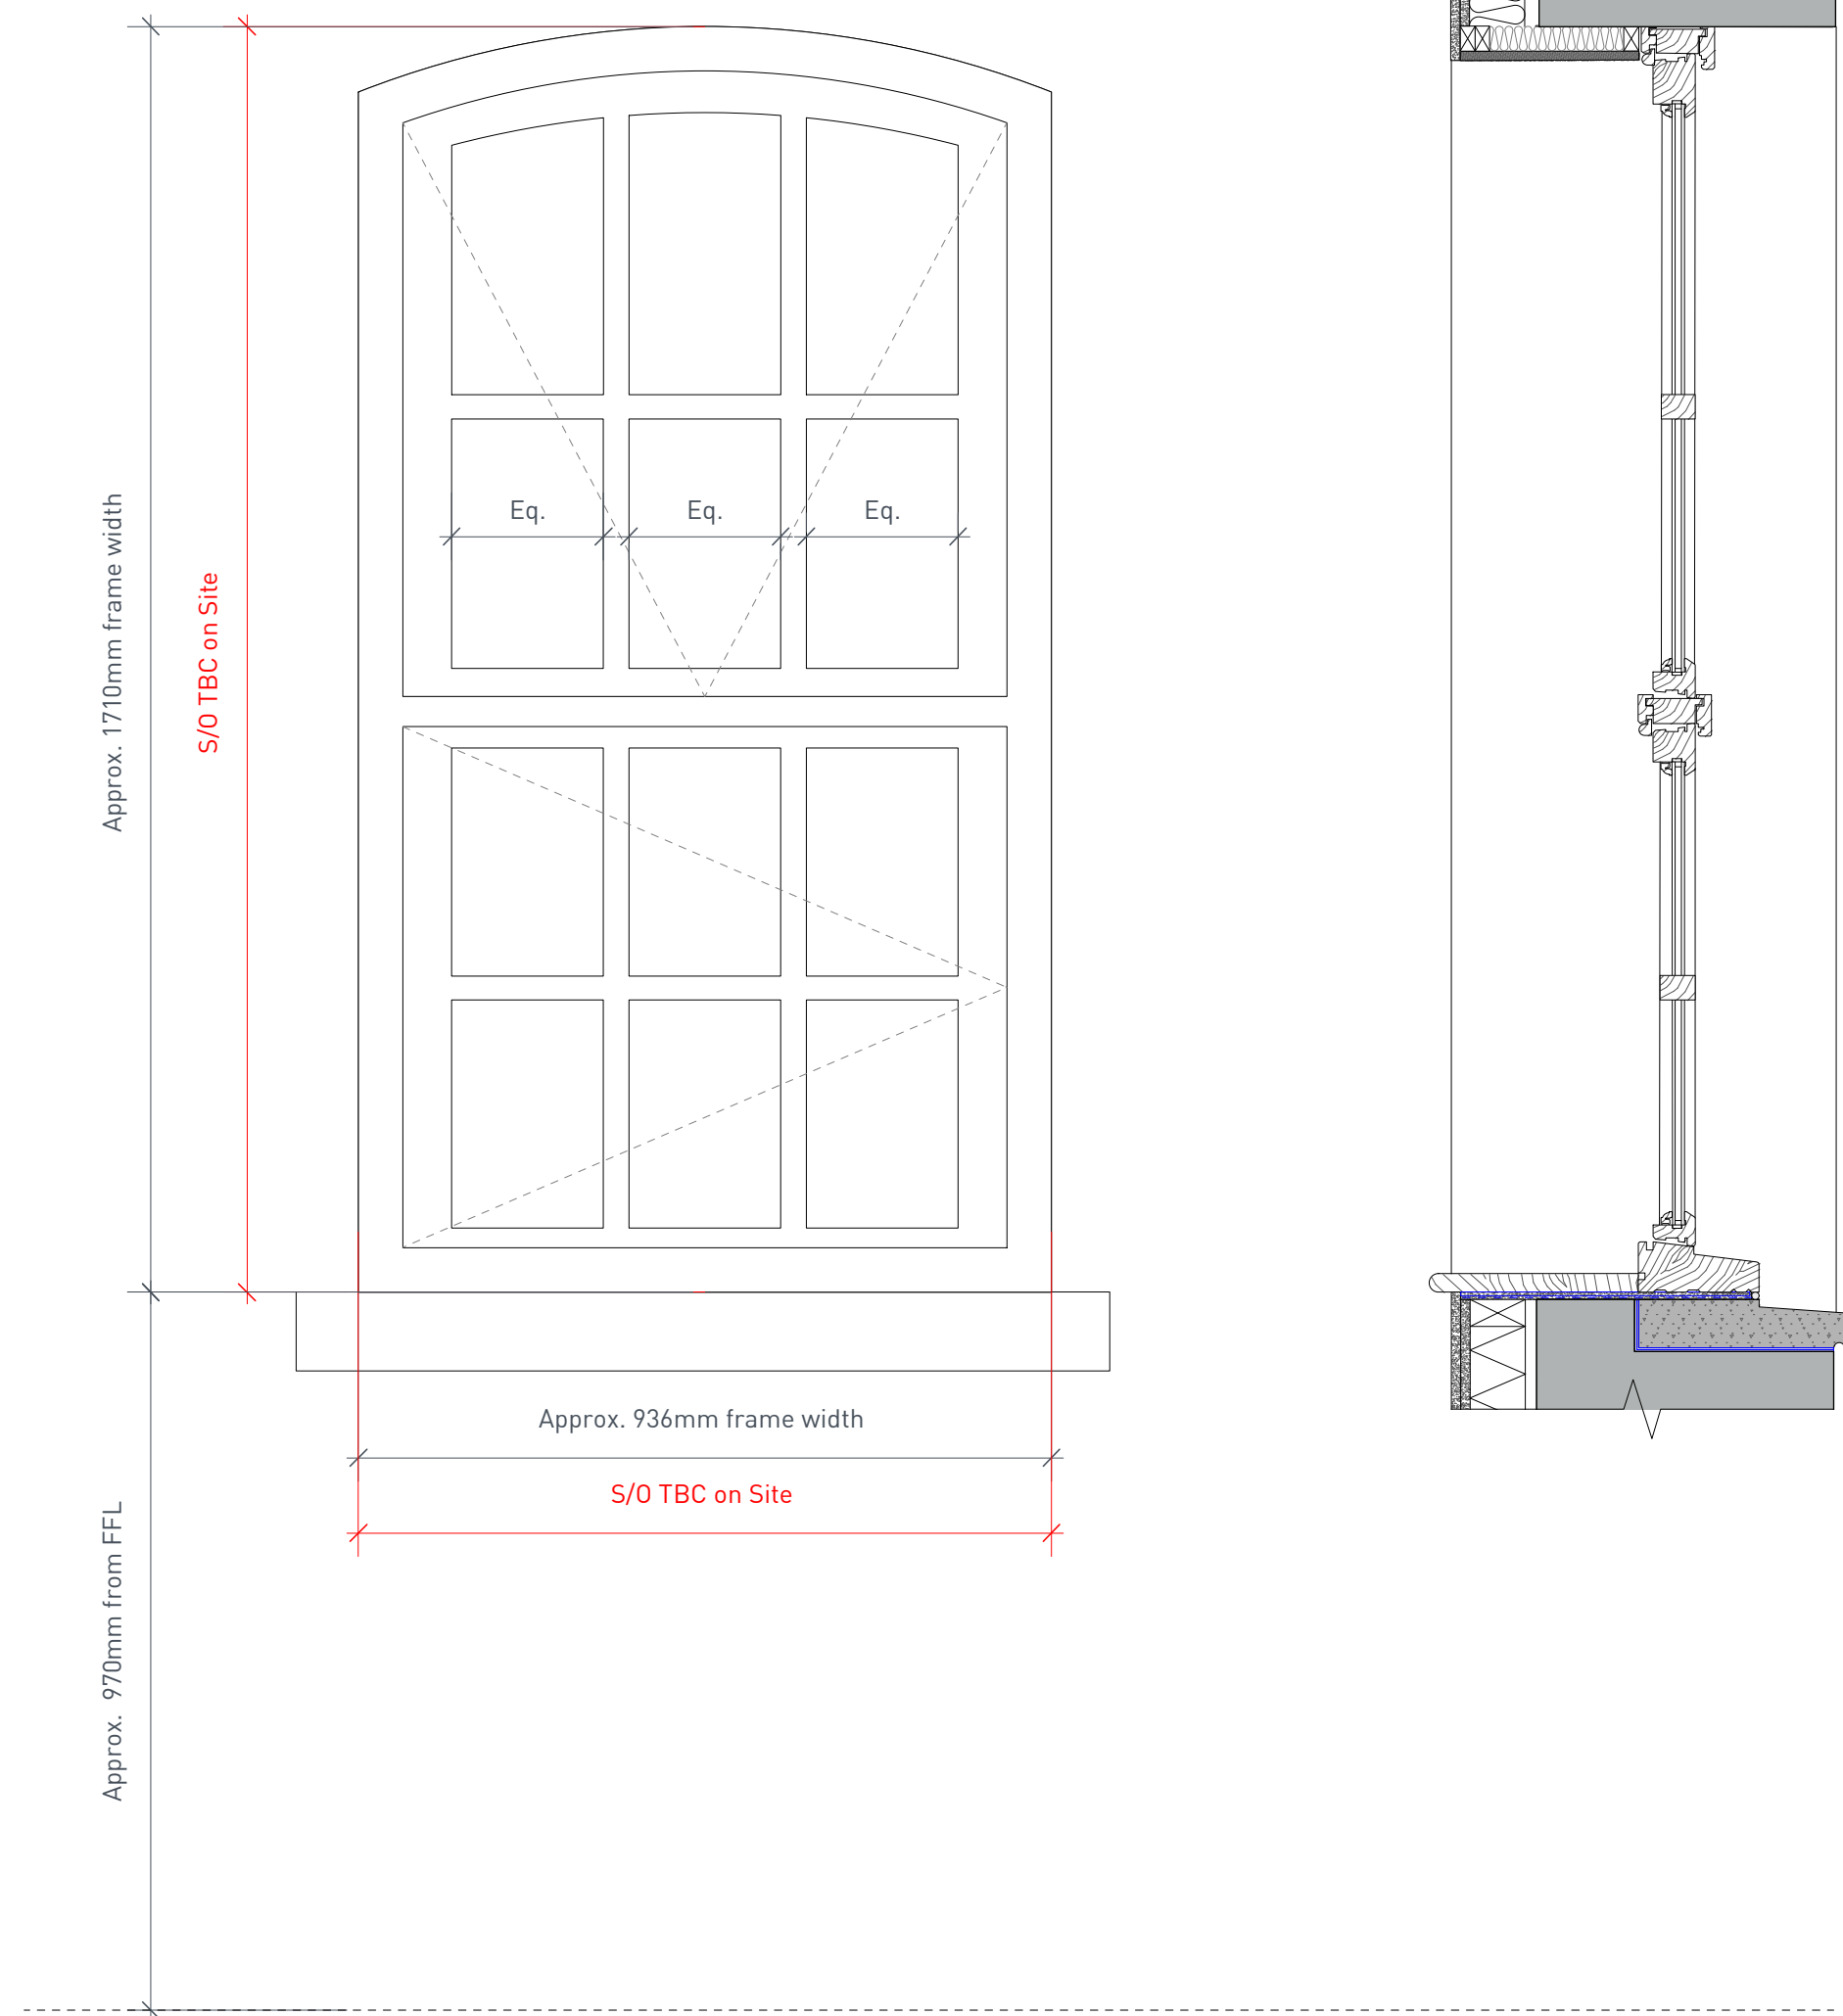 Approx. 1710mm frame width
S/O TBC on Site
Eq.
Eq.
Eq.
Approx. 936mm frame width
S/O TBC on Site
Approx. 970mm from FFL